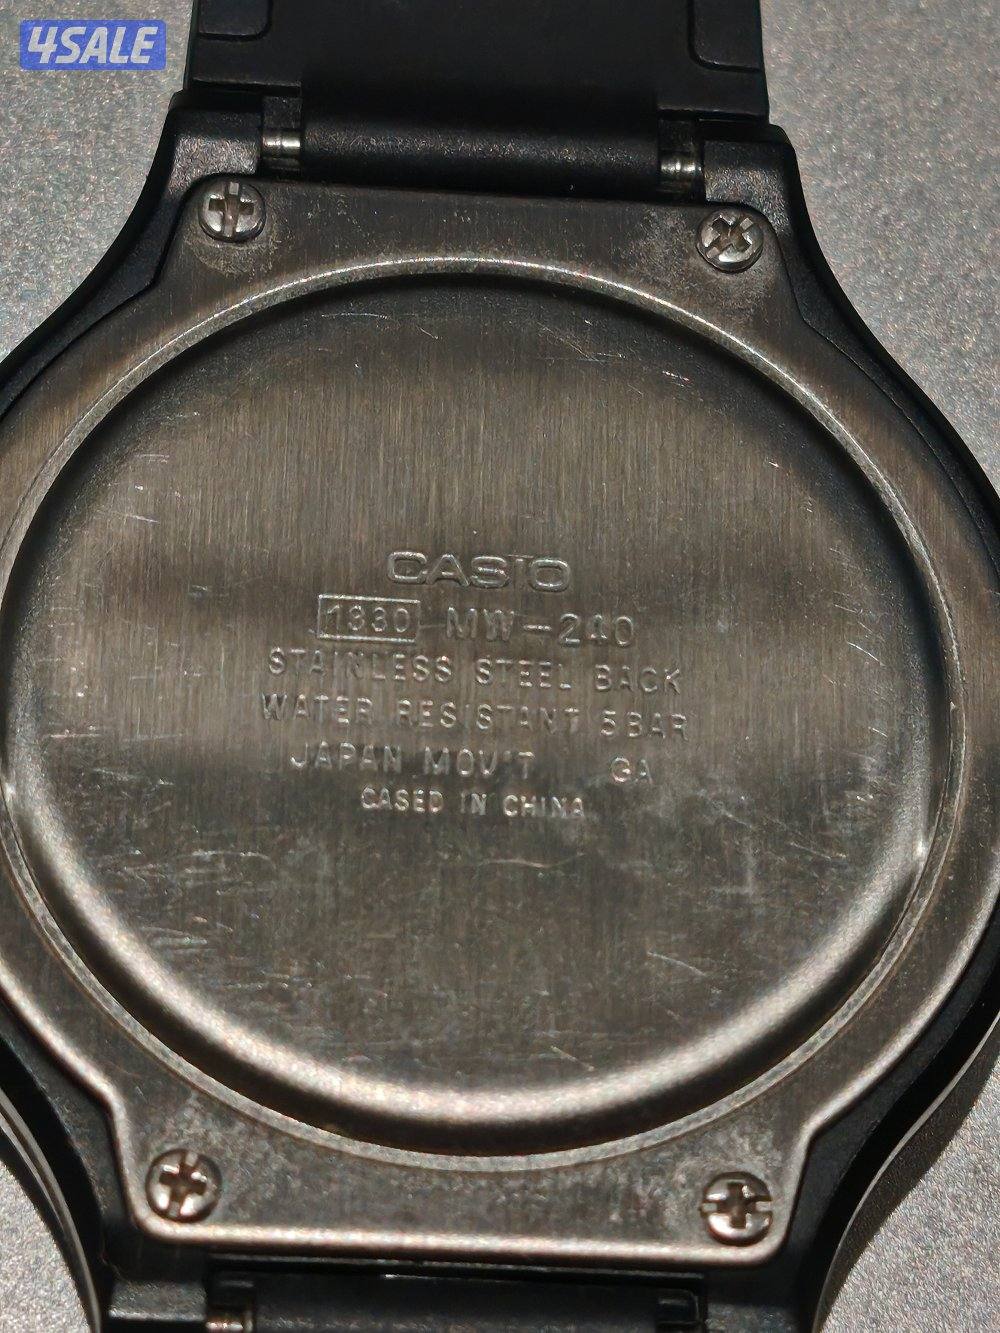 4SALE
CASIO
1330 MW-240
STAINLESS STEEL BACK
WATER RESISTANT 5BAR
JAPAN MOV'T GA
CASED IN CHINA